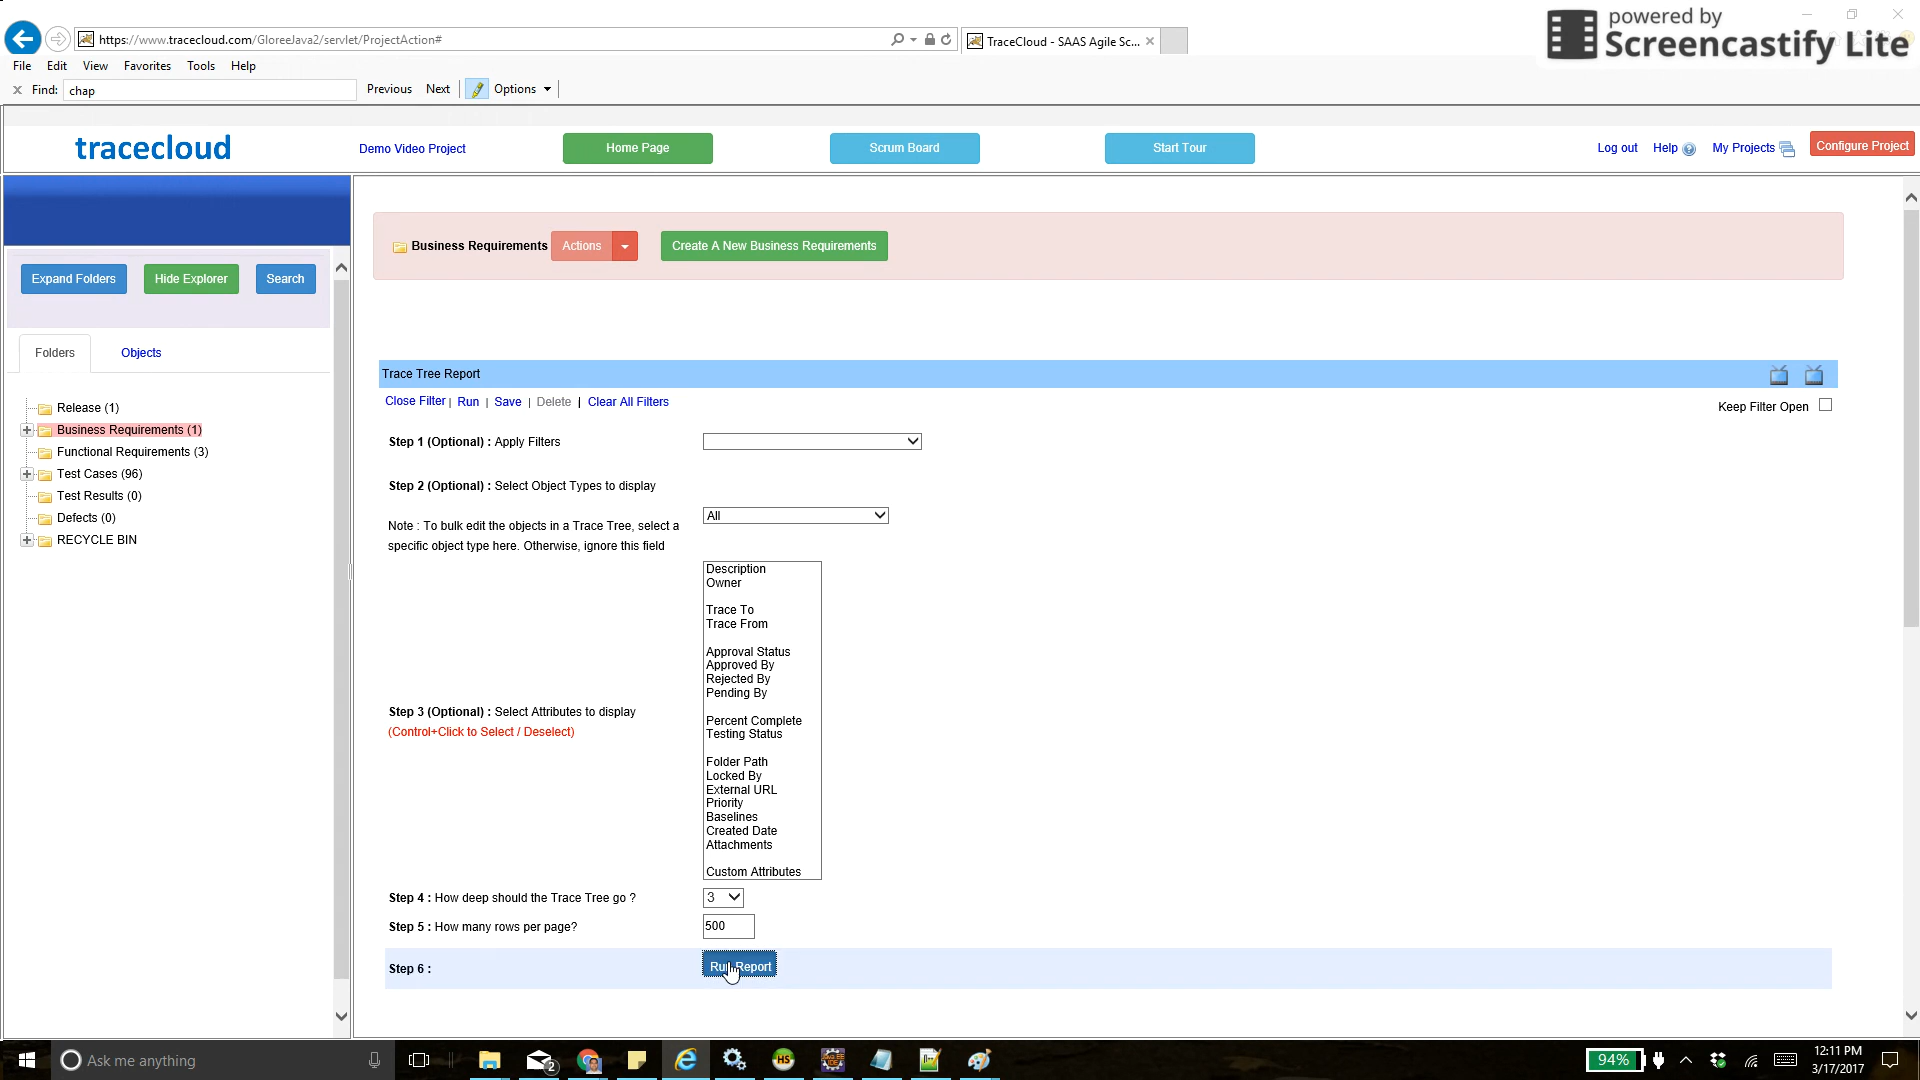 powered by
Screencastify Lite
https://www.tracecloud.com/GloreeJava2/servlet/ProjectAction#
TraceCloud - SAAS Agile Sc...
File Edit View Favorites Tools Help
Find: chap Previous Next Options
tracecloud Demo Video Project Home Page Scrum Board Start Tour Log out Help My Projects Configure Project
Business Requirements Actions Create A New Business Requirements
Expand Folders Hide Explorer Search
Folders Objects
Release (1)
Business Requirements (1)
Functional Requirements (3)
Test Cases (96)
Test Results (0)
Defects (0)
RECYCLE BIN
Trace Tree Report
Close Filter | Run | Save | Delete | Clear All Filters
Keep Filter Open
Step 1 (Optional) : Apply Filters
Step 2 (Optional) : Select Object Types to display
Note : To bulk edit the objects in a Trace Tree, select a
specific object type here. Otherwise, ignore this field
All
Step 3 (Optional) : Select Attributes to display
(Control+Click to Select / Deselect)
Description
Owner
Trace To
Trace From
Approval Status
Approved By
Rejected By
Pending By
Percent Complete
Testing Status
Folder Path
Locked By
External URL
Priority
Baselines
Created Date
Attachments
Custom Attributes
Step 4 : How deep should the Trace Tree go ? 3
Step 5 : How many rows per page? 500
Step 6 : Run Report
Ask me anything
2
HS
94%
12:11 PM
3/17/2017